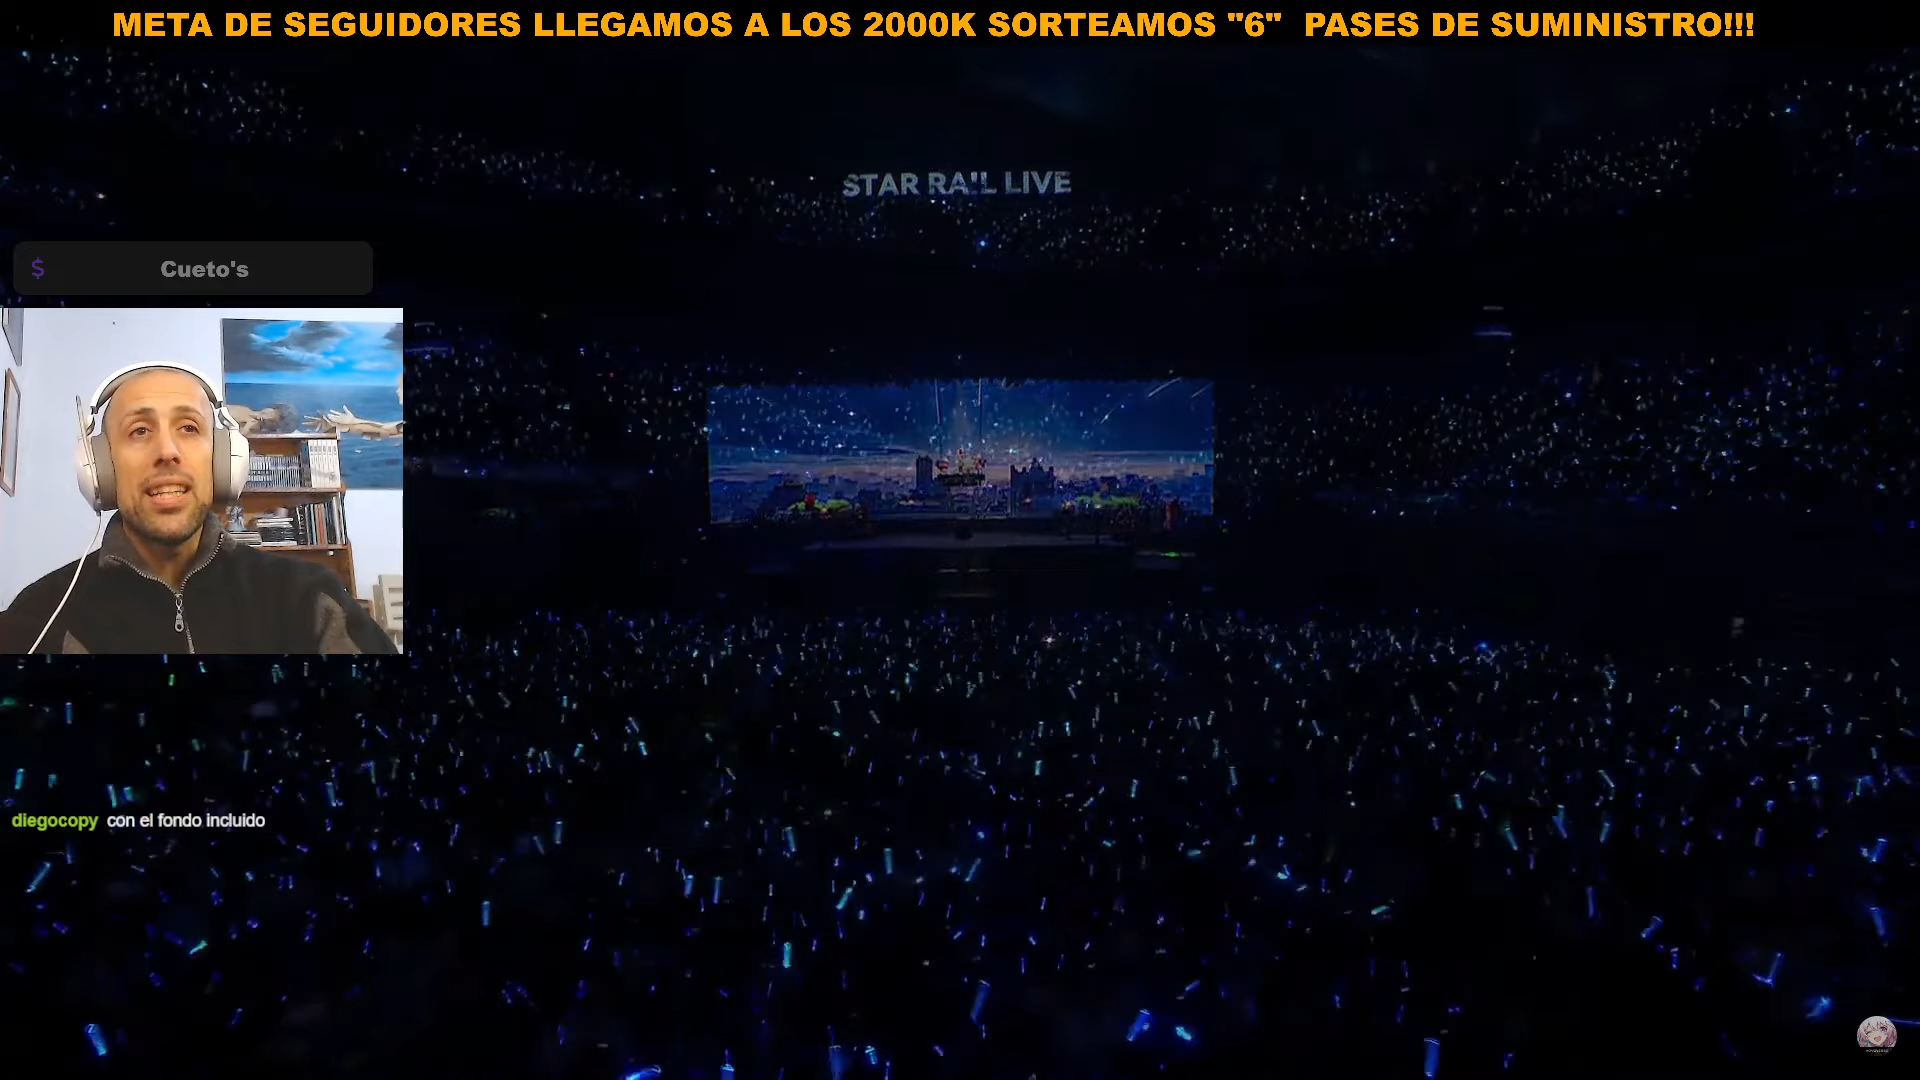 META DE SEGUIDORES LLEGAMOS A LOS 2000K SORTEAMOS "6" PASES DE SUMINISTRO!!!
STAR RAIL LIVE
$ Cueto's
diegocopy con el fondo incluido